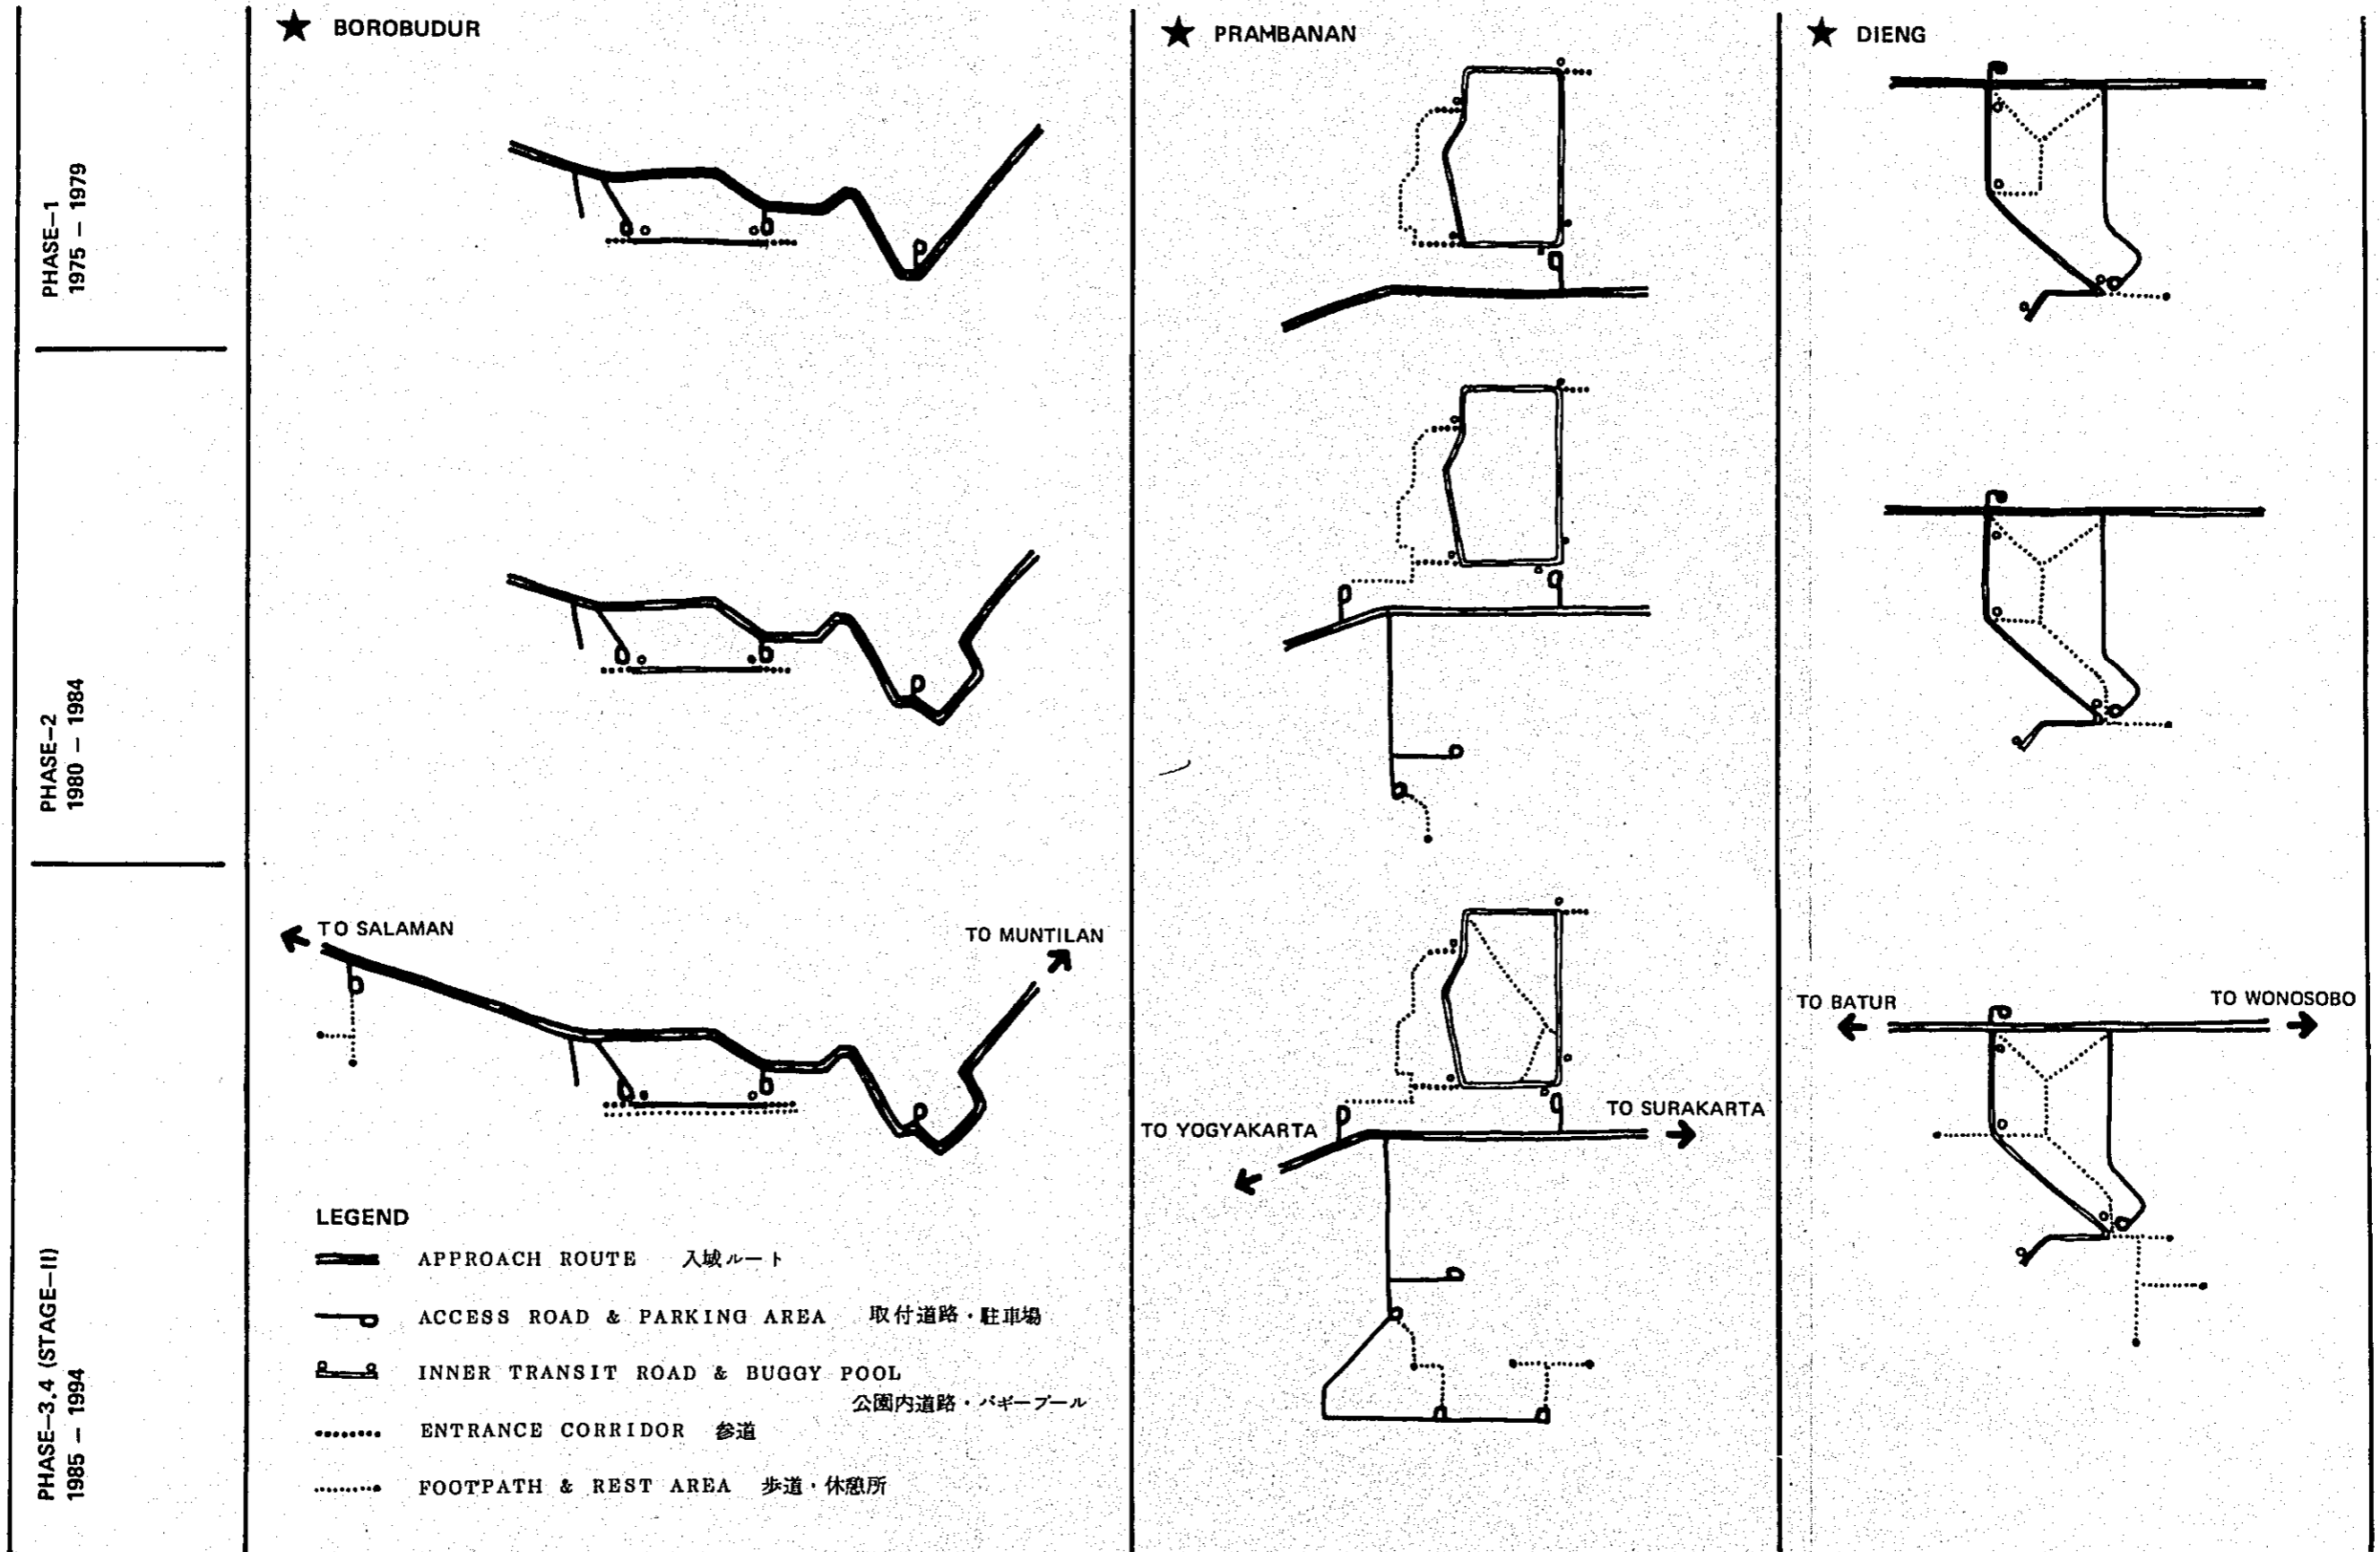 ★ BOROBUDUR
★ PRAMBANAN
★ DIENG
PHASE–1
1975 – 1979
PHASE–2
1980 – 1984
PHASE–3,4 (STAGE–II)
1985 – 1994
TO SALAMAN
TO MUNTILAN
TO YOGYAKARTA
TO SURAKARTA
TO BATUR
TO WONOSOBO
LEGEND
APPROACH ROUTE 入城ルート
ACCESS ROAD & PARKING AREA 取付道路・駐車場
INNER TRANSIT ROAD & BUGGY POOL
公園内道路・バギープール
ENTRANCE CORRIDOR 参道
FOOTPATH & REST AREA 歩道・休憩所